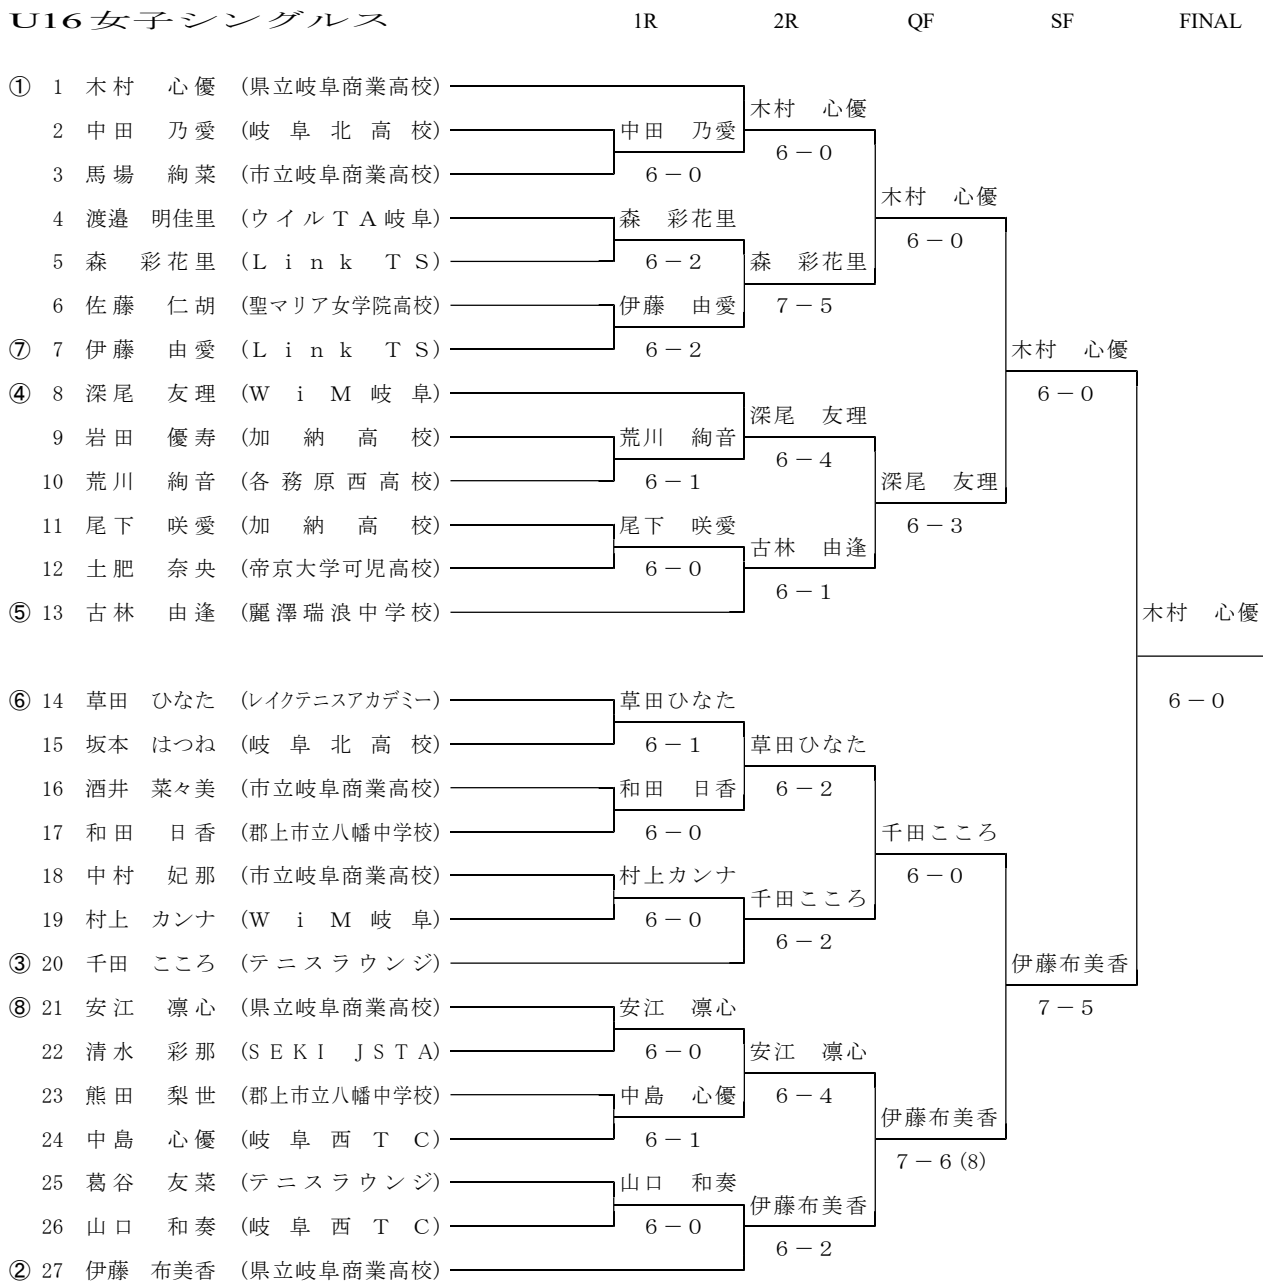 U16女子シングルス 1R 2R QF SF FINAL
① 1 木村 心優 (県立岐阜商業高校)
木村 心優
2 中田 乃愛 (岐阜北高校) 中田 乃愛
6-0
3 馬場 絢菜 (市立岐阜商業高校) 6-0
木村 心優
4 渡邉 明佳里 (ウイルTA岐阜) 森 彩花里
6-0
5 森 彩花里 (Link TS) 6-2 森 彩花里
6 佐藤 仁胡 (聖マリア女学院高校) 伊藤 由愛 7-5
⑦ 7 伊藤 由愛 (Link TS) 6-2 木村 心優
④ 8 深尾 友理 (WiM岐阜) 6-0
深尾 友理
9 岩田 優寿 (加納高校) 荒川 絢音
6-4
10 荒川 絢音 (各務原西高校) 6-1 深尾 友理
11 尾下 咲愛 (加納高校) 尾下 咲愛 6-3
古林 由逢
12 土肥 奈央 (帝京大学可児高校) 6-0
6-1
⑤ 13 古林 由逢 (麗澤瑞浪中学校) 木村 心優
⑥ 14 草田 ひなた (レイクテニスアカデミー) 草田ひなた 6-0
15 坂本 はつね (岐阜北高校) 6-1 草田ひなた
16 酒井 菜々美 (市立岐阜商業高校) 和田 日香 6-2
17 和田 日香 (郡上市立八幡中学校) 6-0 千田こころ
18 中村 妃那 (市立岐阜商業高校) 村上カンナ 6-0
千田こころ
19 村上 カンナ (WiM岐阜) 6-0
6-2
③ 20 千田 こころ (テニスラウンジ) 伊藤布美香
⑧ 21 安江 凛心 (県立岐阜商業高校) 安江 凛心 7-5
22 清水 彩那 (SEKI JSTA) 6-0 安江 凛心
23 熊田 梨世 (郡上市立八幡中学校) 中島 心優 6-4
伊藤布美香
24 中島 心優 (岐阜西TC) 6-1
7-6(8)
25 葛谷 友菜 (テニスラウンジ) 山口 和奏
伊藤布美香
26 山口 和奏 (岐阜西TC) 6-0
6-2
② 27 伊藤 布美香 (県立岐阜商業高校)